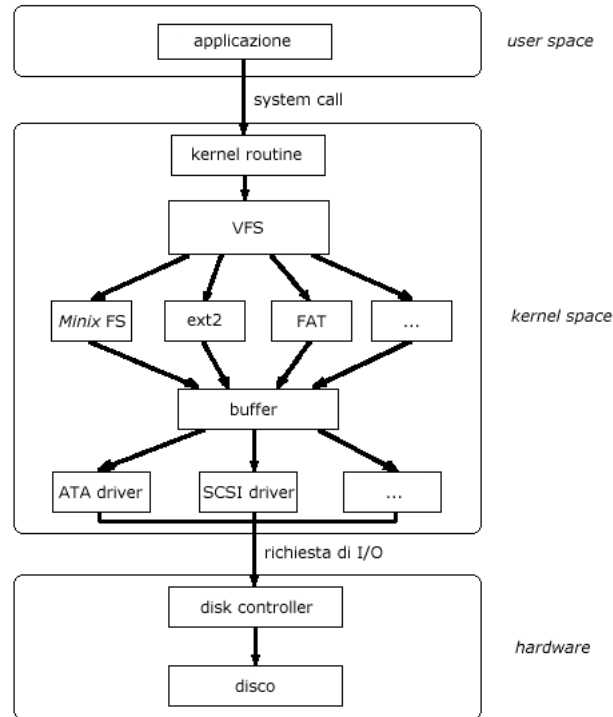 applicazione
user space
system call
kernel routine
VFS
Minix FS
ext2
FAT
...
kernel space
buffer
ATA driver
SCSI driver
...
richiesta di I/O
disk controller
hardware
disco